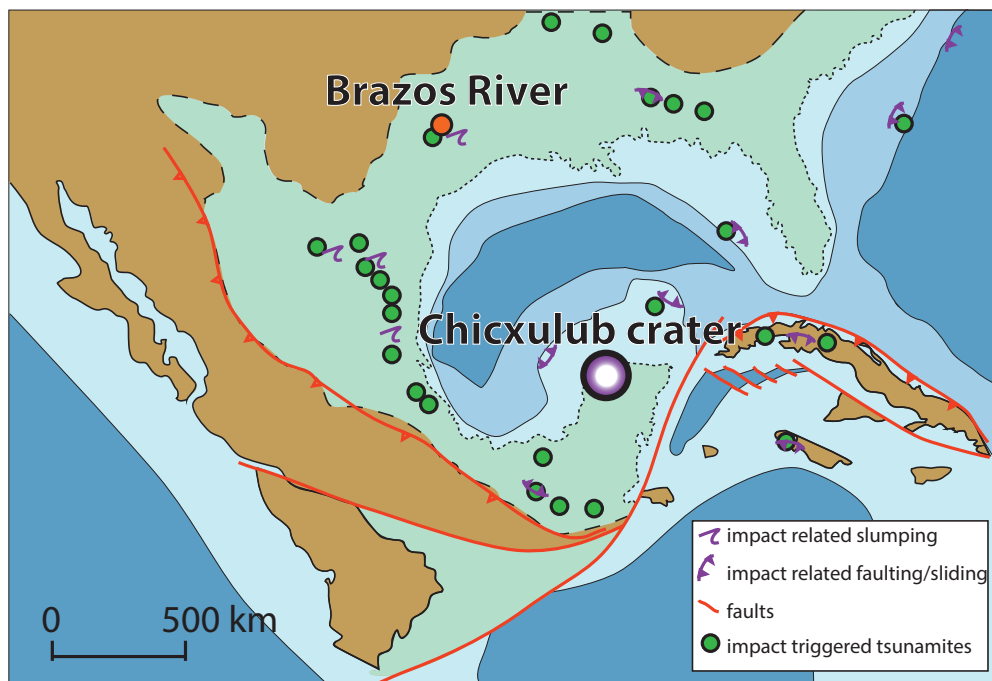 Brazos River
Chicxulub crater
0 500 km
impact related slumping
impact related faulting/sliding
faults
impact triggered tsunamites